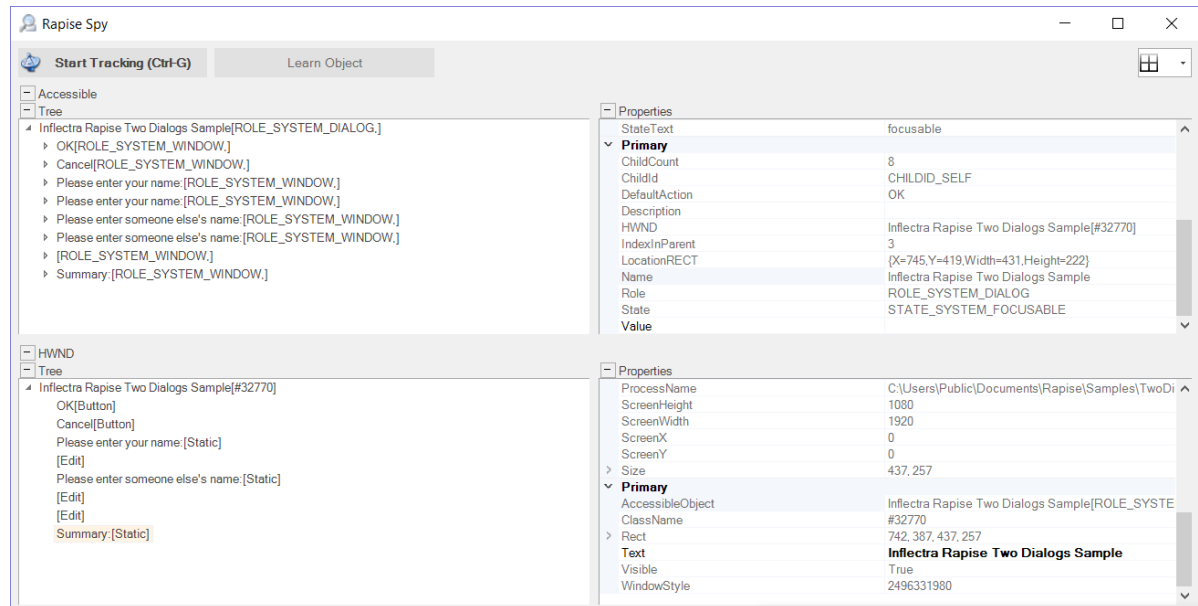 Rapise Spy
Start Tracking (Ctrl-G) Learn Object
Accessible
Tree
Inflectra Rapise Two Dialogs Sample[ROLE_SYSTEM_DIALOG,]
OK[ROLE_SYSTEM_WINDOW,]
Cancel[ROLE_SYSTEM_WINDOW,]
Please enter your name:[ROLE_SYSTEM_WINDOW,]
Please enter your name:[ROLE_SYSTEM_WINDOW,]
Please enter someone else's name:[ROLE_SYSTEM_WINDOW,]
Please enter someone else's name:[ROLE_SYSTEM_WINDOW,]
[ROLE_SYSTEM_WINDOW,]
Summary:[ROLE_SYSTEM_WINDOW,]
Properties
StateText focusable
Primary
ChildCount 8
ChildId CHILDID_SELF
DefaultAction OK
Description
HWND Inflectra Rapise Two Dialogs Sample[#32770]
IndexInParent 3
LocationRECT {X=745,Y=419,Width=431,Height=222}
Name Inflectra Rapise Two Dialogs Sample
Role ROLE_SYSTEM_DIALOG
State STATE_SYSTEM_FOCUSABLE
Value
HWND
Tree
Inflectra Rapise Two Dialogs Sample[#32770]
OK[Button]
Cancel[Button]
Please enter your name:[Static]
[Edit]
Please enter someone else's name:[Static]
[Edit]
[Edit]
Summary:[Static]
Properties
ProcessName C:\Users\Public\Documents\Rapise\Samples\TwoDi
ScreenHeight 1080
ScreenWidth 1920
ScreenX 0
ScreenY 0
Size 437, 257
Primary
AccessibleObject Inflectra Rapise Two Dialogs Sample[ROLE_SYSTE
ClassName #32770
Rect 742, 387, 437, 257
Text Inflectra Rapise Two Dialogs Sample
Visible True
WindowStyle 2496331980